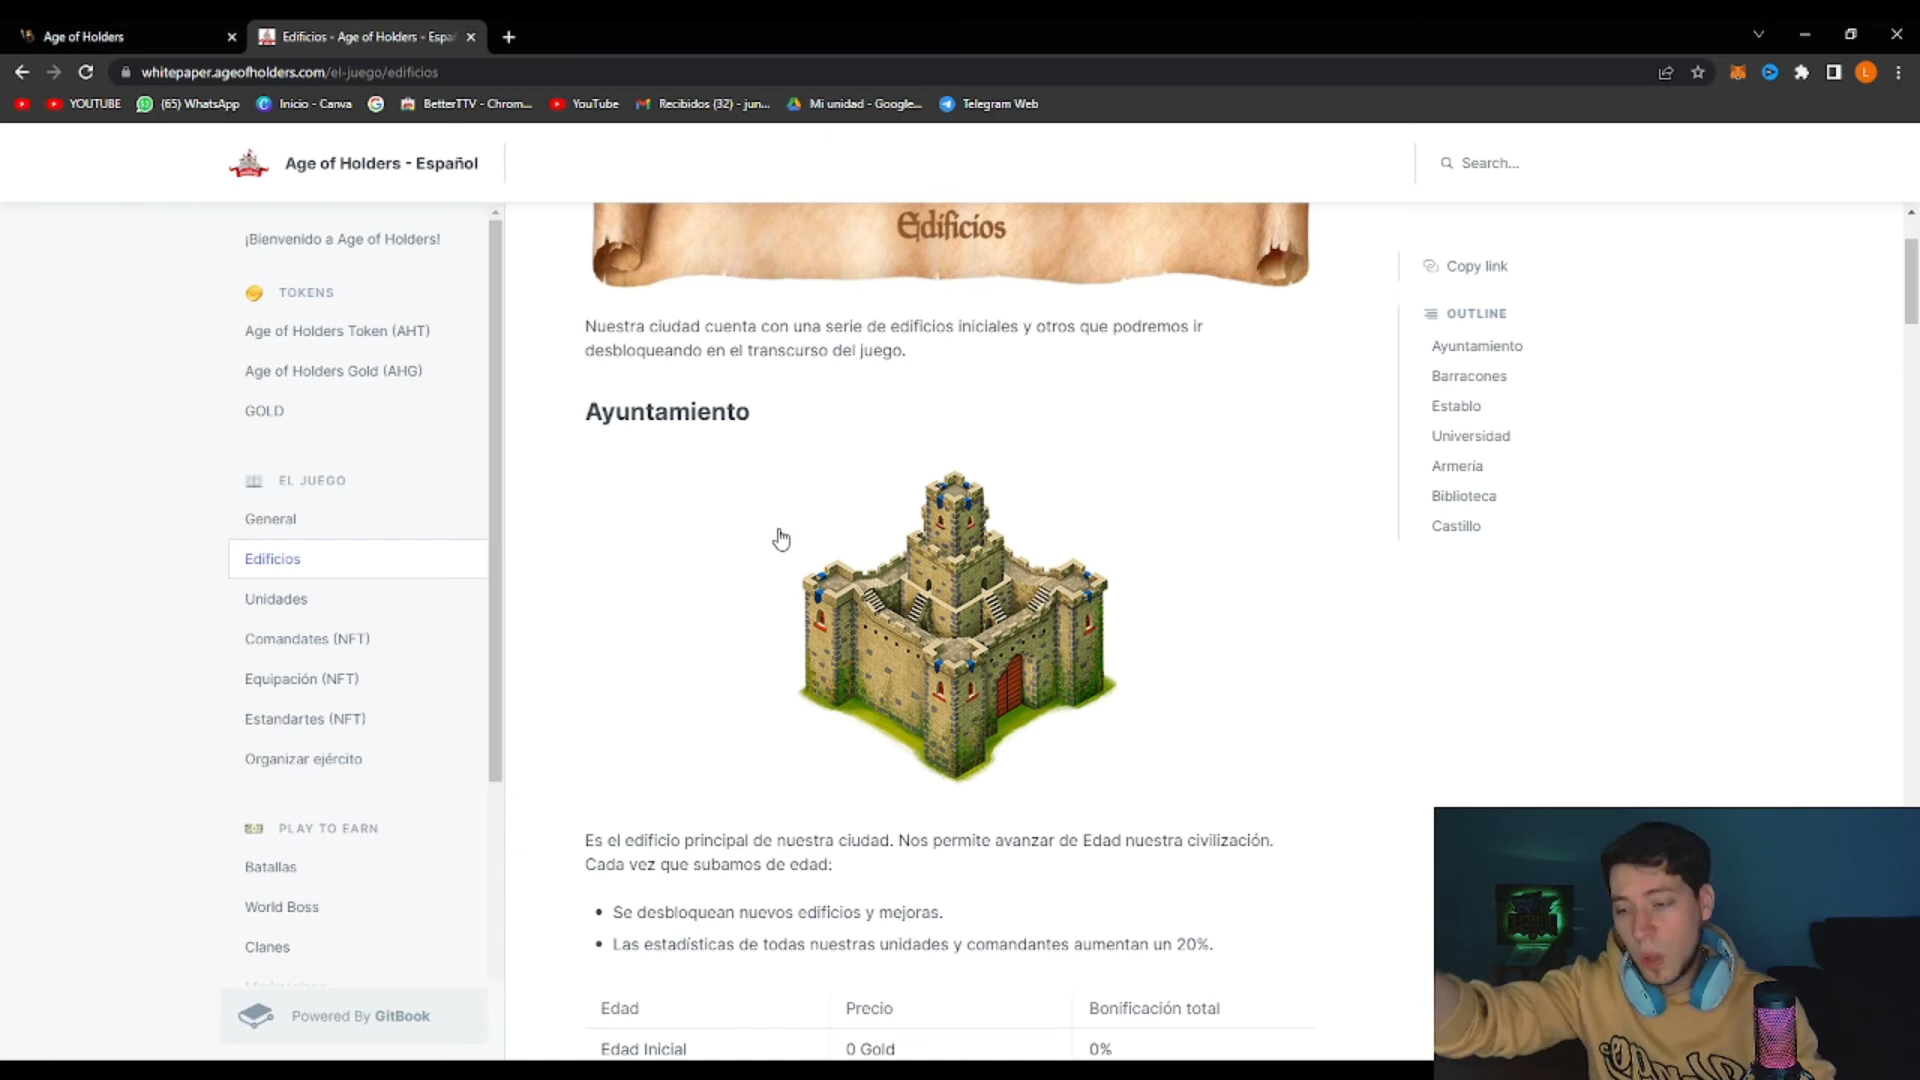 Age of Holders
Edificios - Age of Holders - Espa
whitepaper.ageofholders.com/el-juego/edificios
YOUTUBE
(65) WhatsApp
Inicio - Canva
BetterTTV - Chrom...
YouTube
Recibidos (32) - jun...
Mi unidad - Google...
Telegram Web
Age of Holders - Español
Search...
¡Bienvenido a Age of Holders!
TOKENS
Age of Holders Token (AHT)
Age of Holders Gold (AHG)
GOLD
EL JUEGO
General
Edificios
Unidades
Comandates (NFT)
Equipación (NFT)
Estandartes (NFT)
Organizar ejército
PLAY TO EARN
Batallas
World Boss
Clanes
Powered By GitBook
Edificios
Nuestra ciudad cuenta con una serie de edificios iniciales y otros que podremos ir
desbloqueando en el transcurso del juego.
Ayuntamiento
Es el edificio principal de nuestra ciudad. Nos permite avanzar de Edad nuestra civilización.
Cada vez que subamos de edad:
• Se desbloquean nuevos edificios y mejoras.
• Las estadísticas de todas nuestras unidades y comandantes aumentan un 20%.
Edad Precio Bonificación total
Edad Inicial 0 Gold 0%
Copy link
OUTLINE
Ayuntamiento
Barracones
Establo
Universidad
Armería
Biblioteca
Castillo
L